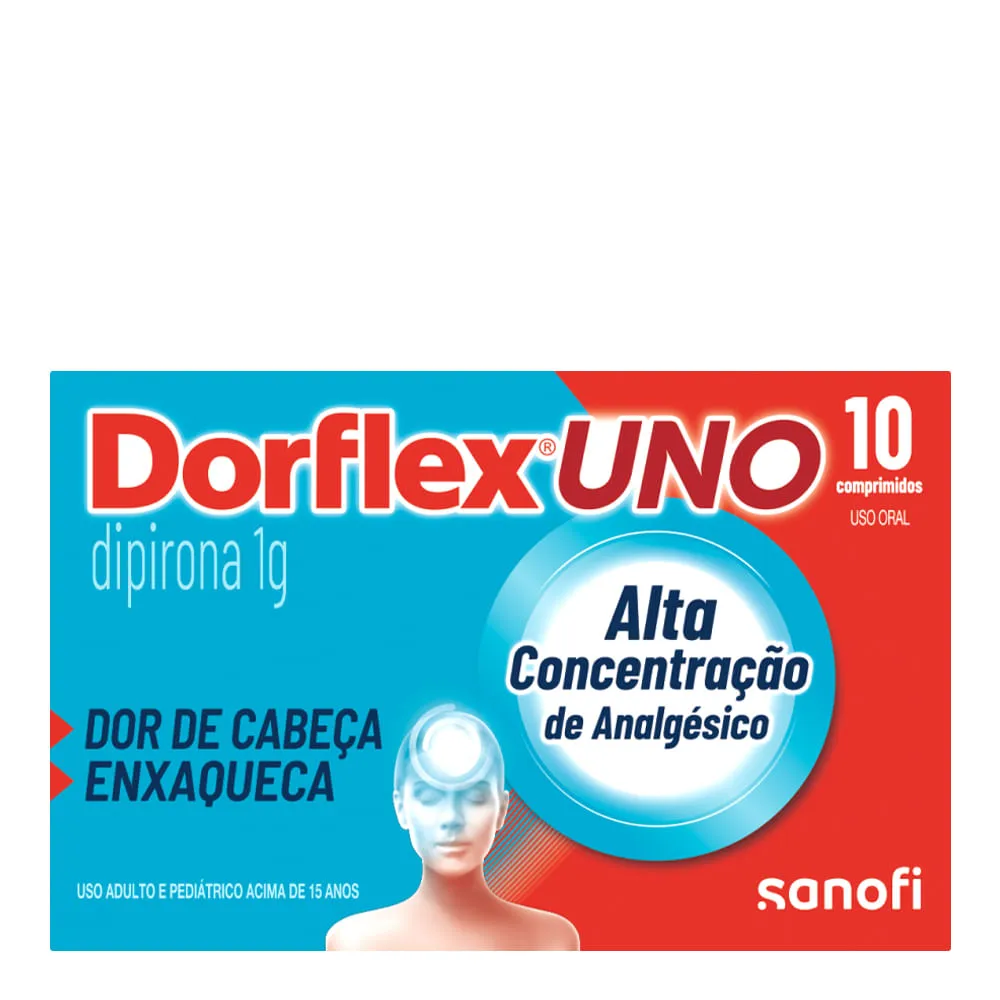 Dorflex® UNO
dipirona 1g
10
comprimidos
USO ORAL
Alta
Concentração
de Analgésico
DOR DE CABEÇA
ENXAQUECA
USO ADULTO E PEDIÁTRICO ACIMA DE 15 ANOS
sanofi